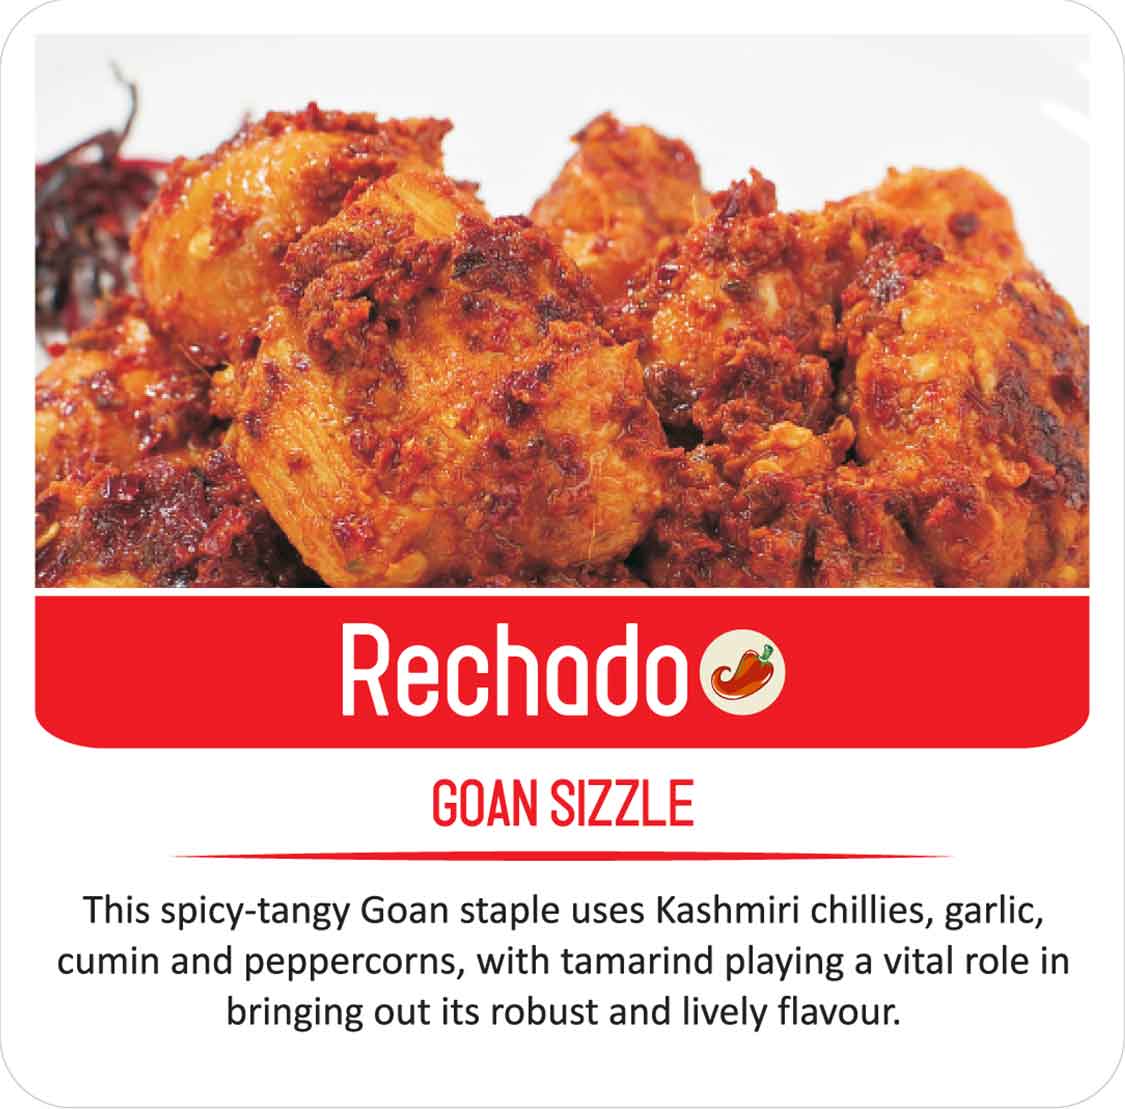 Rechado
GOAN SIZZLE
This spicy-tangy Goan staple uses Kashmiri chillies, garlic,
cumin and peppercorns, with tamarind playing a vital role in
bringing out its robust and lively flavour.